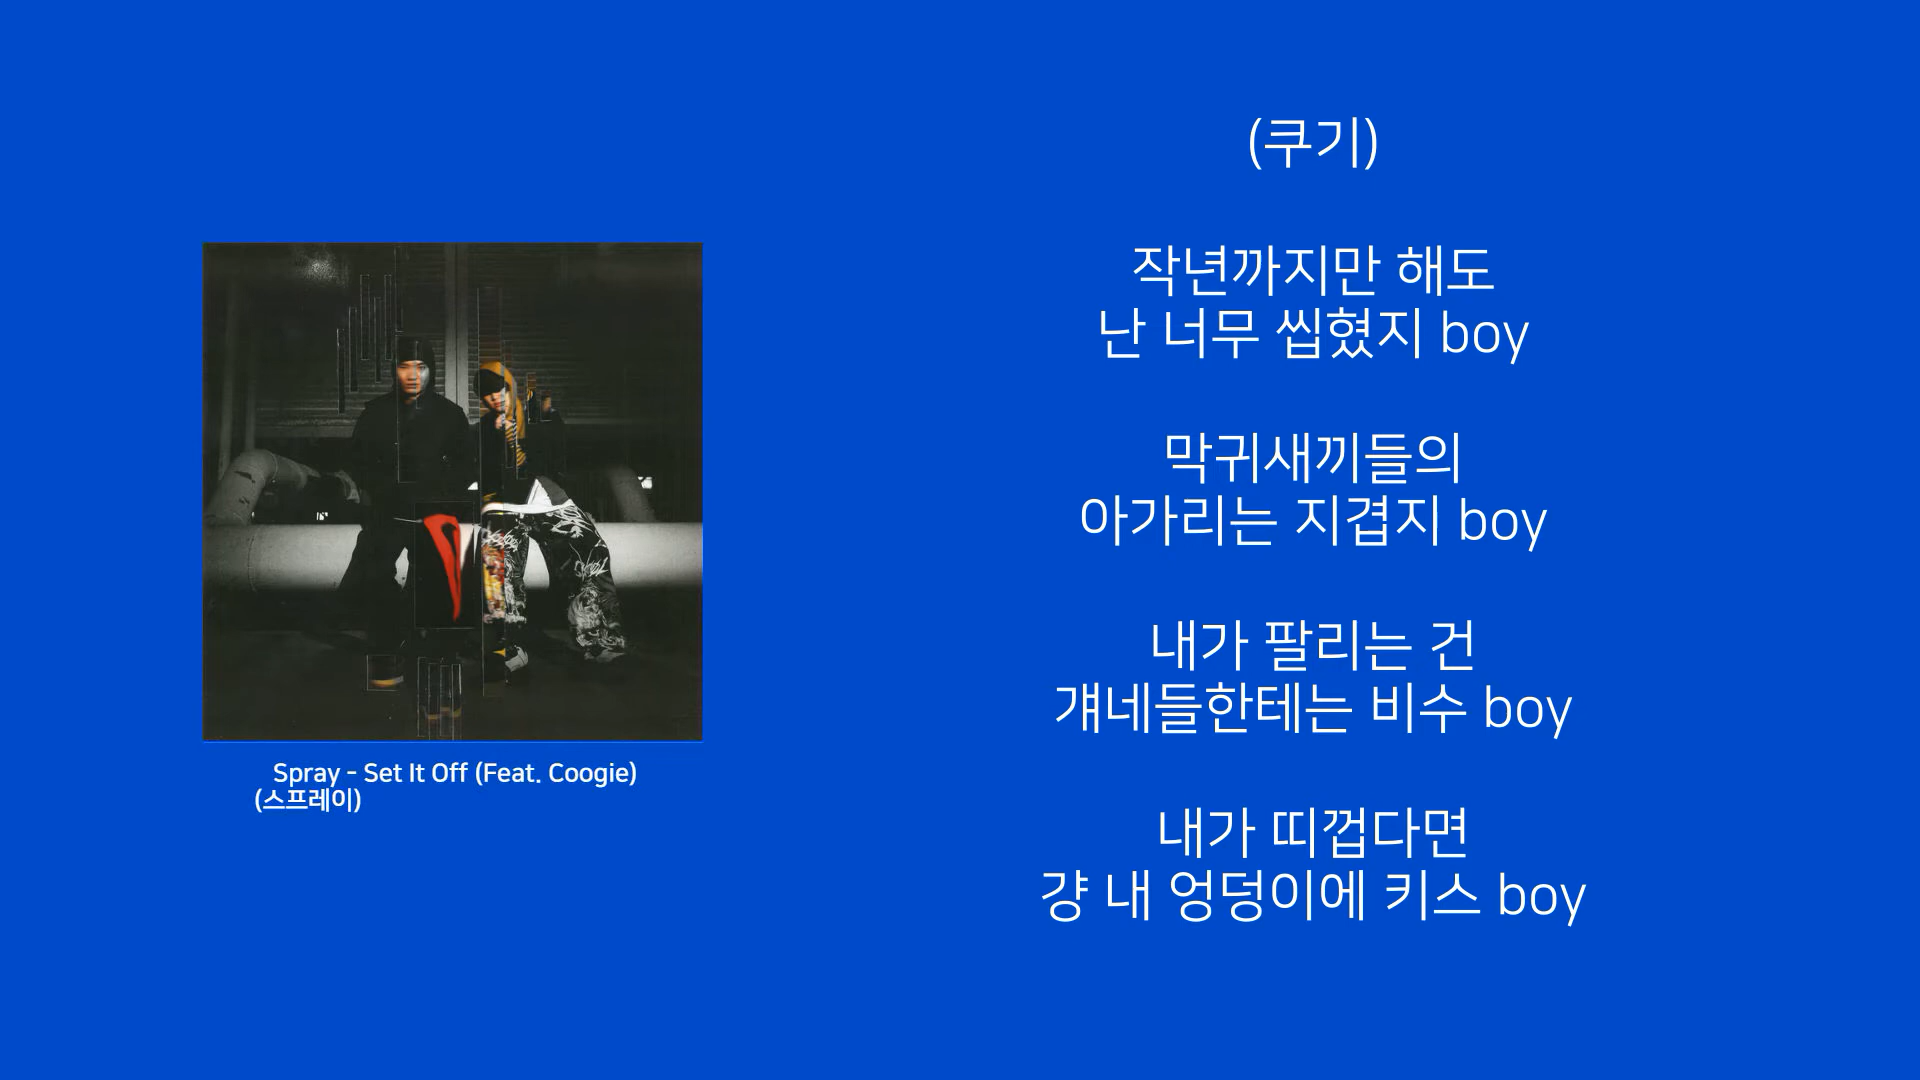 (쿠기)
작년까지만 해도
난 너무 씹혔지 boy
막귀새끼들의
아가리는 지겹지 boy
내가 팔리는 건
걔네들한테는 비수 boy
내가 띠껍다면
걍 내 엉덩이에 키스 boy
Spray - Set It Off (Feat. Coogie)
(스프레이)